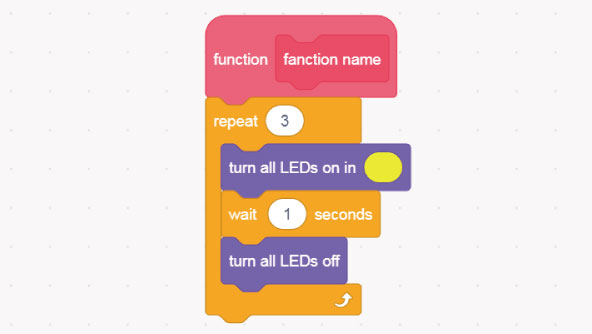 function fanction name
repeat 3
turn all LEDs on in
wait 1 seconds
turn all LEDs off